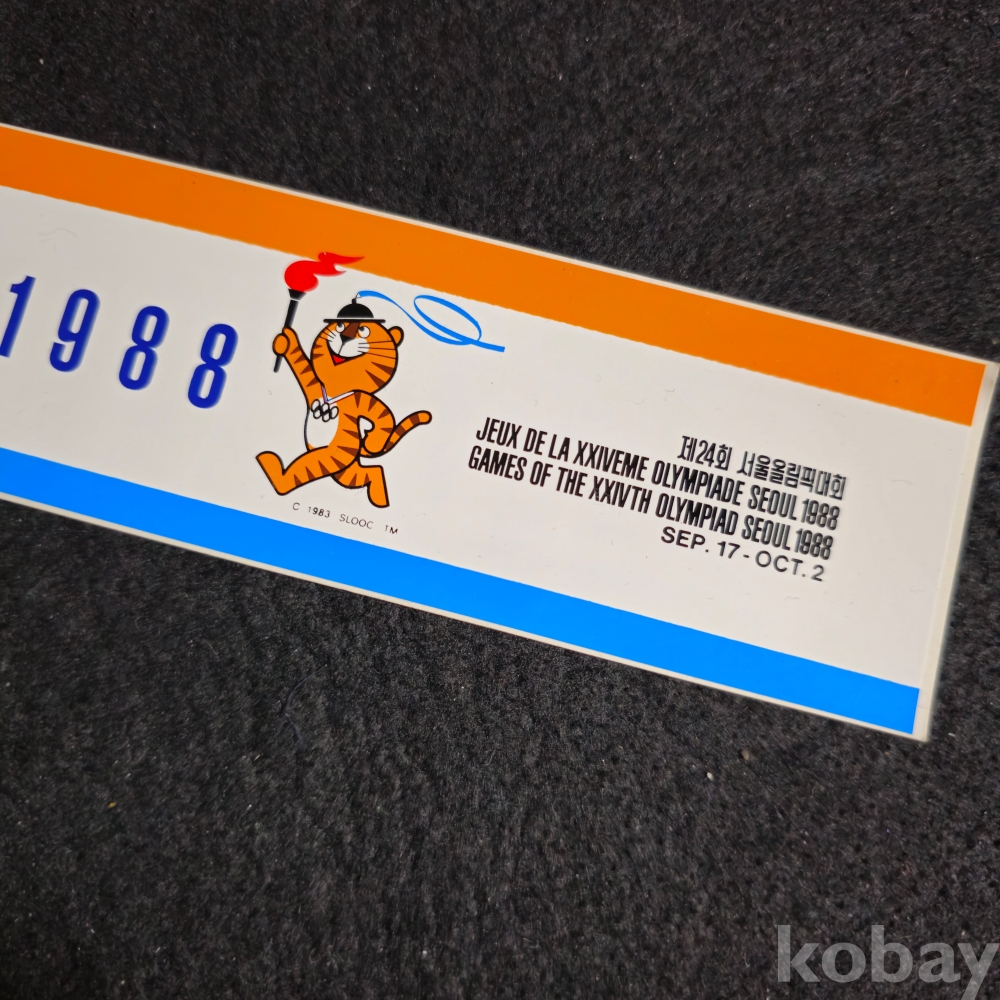 1988
C 1983 SLOOC TM
제24회 서울올림픽대회
JEUX DE LA XXIVEME OLYMPIADE SEOUL 1988
GAMES OF THE XXIVTH OLYMPIAD SEOUL 1988
SEP. 17 - OCT. 2
kobay